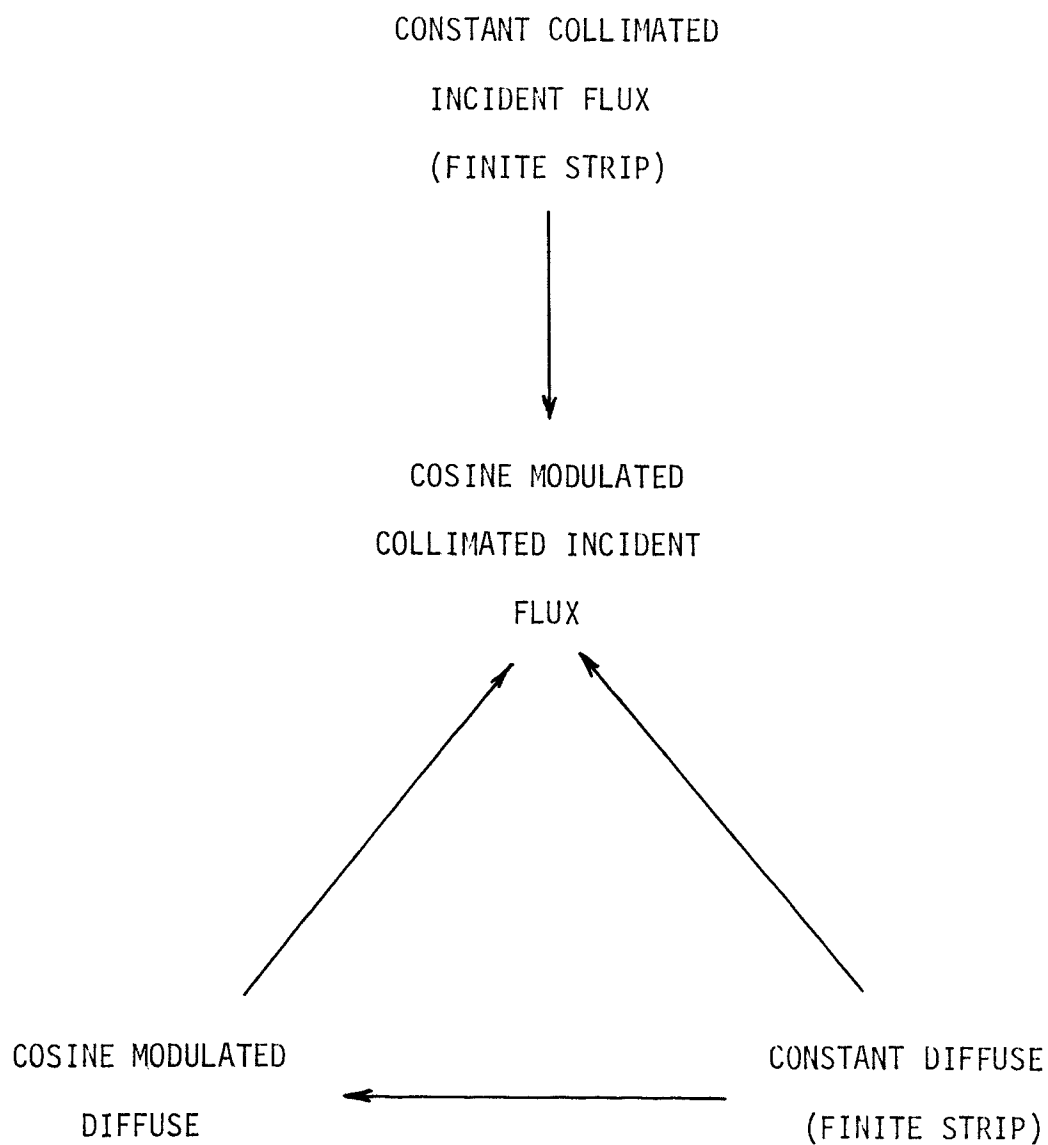 CONSTANT COLLIMATED
INCIDENT FLUX
(FINITE STRIP)
COSINE MODULATED
COLLIMATED INCIDENT
FLUX
COSINE MODULATED
DIFFUSE
CONSTANT DIFFUSE
(FINITE STRIP)